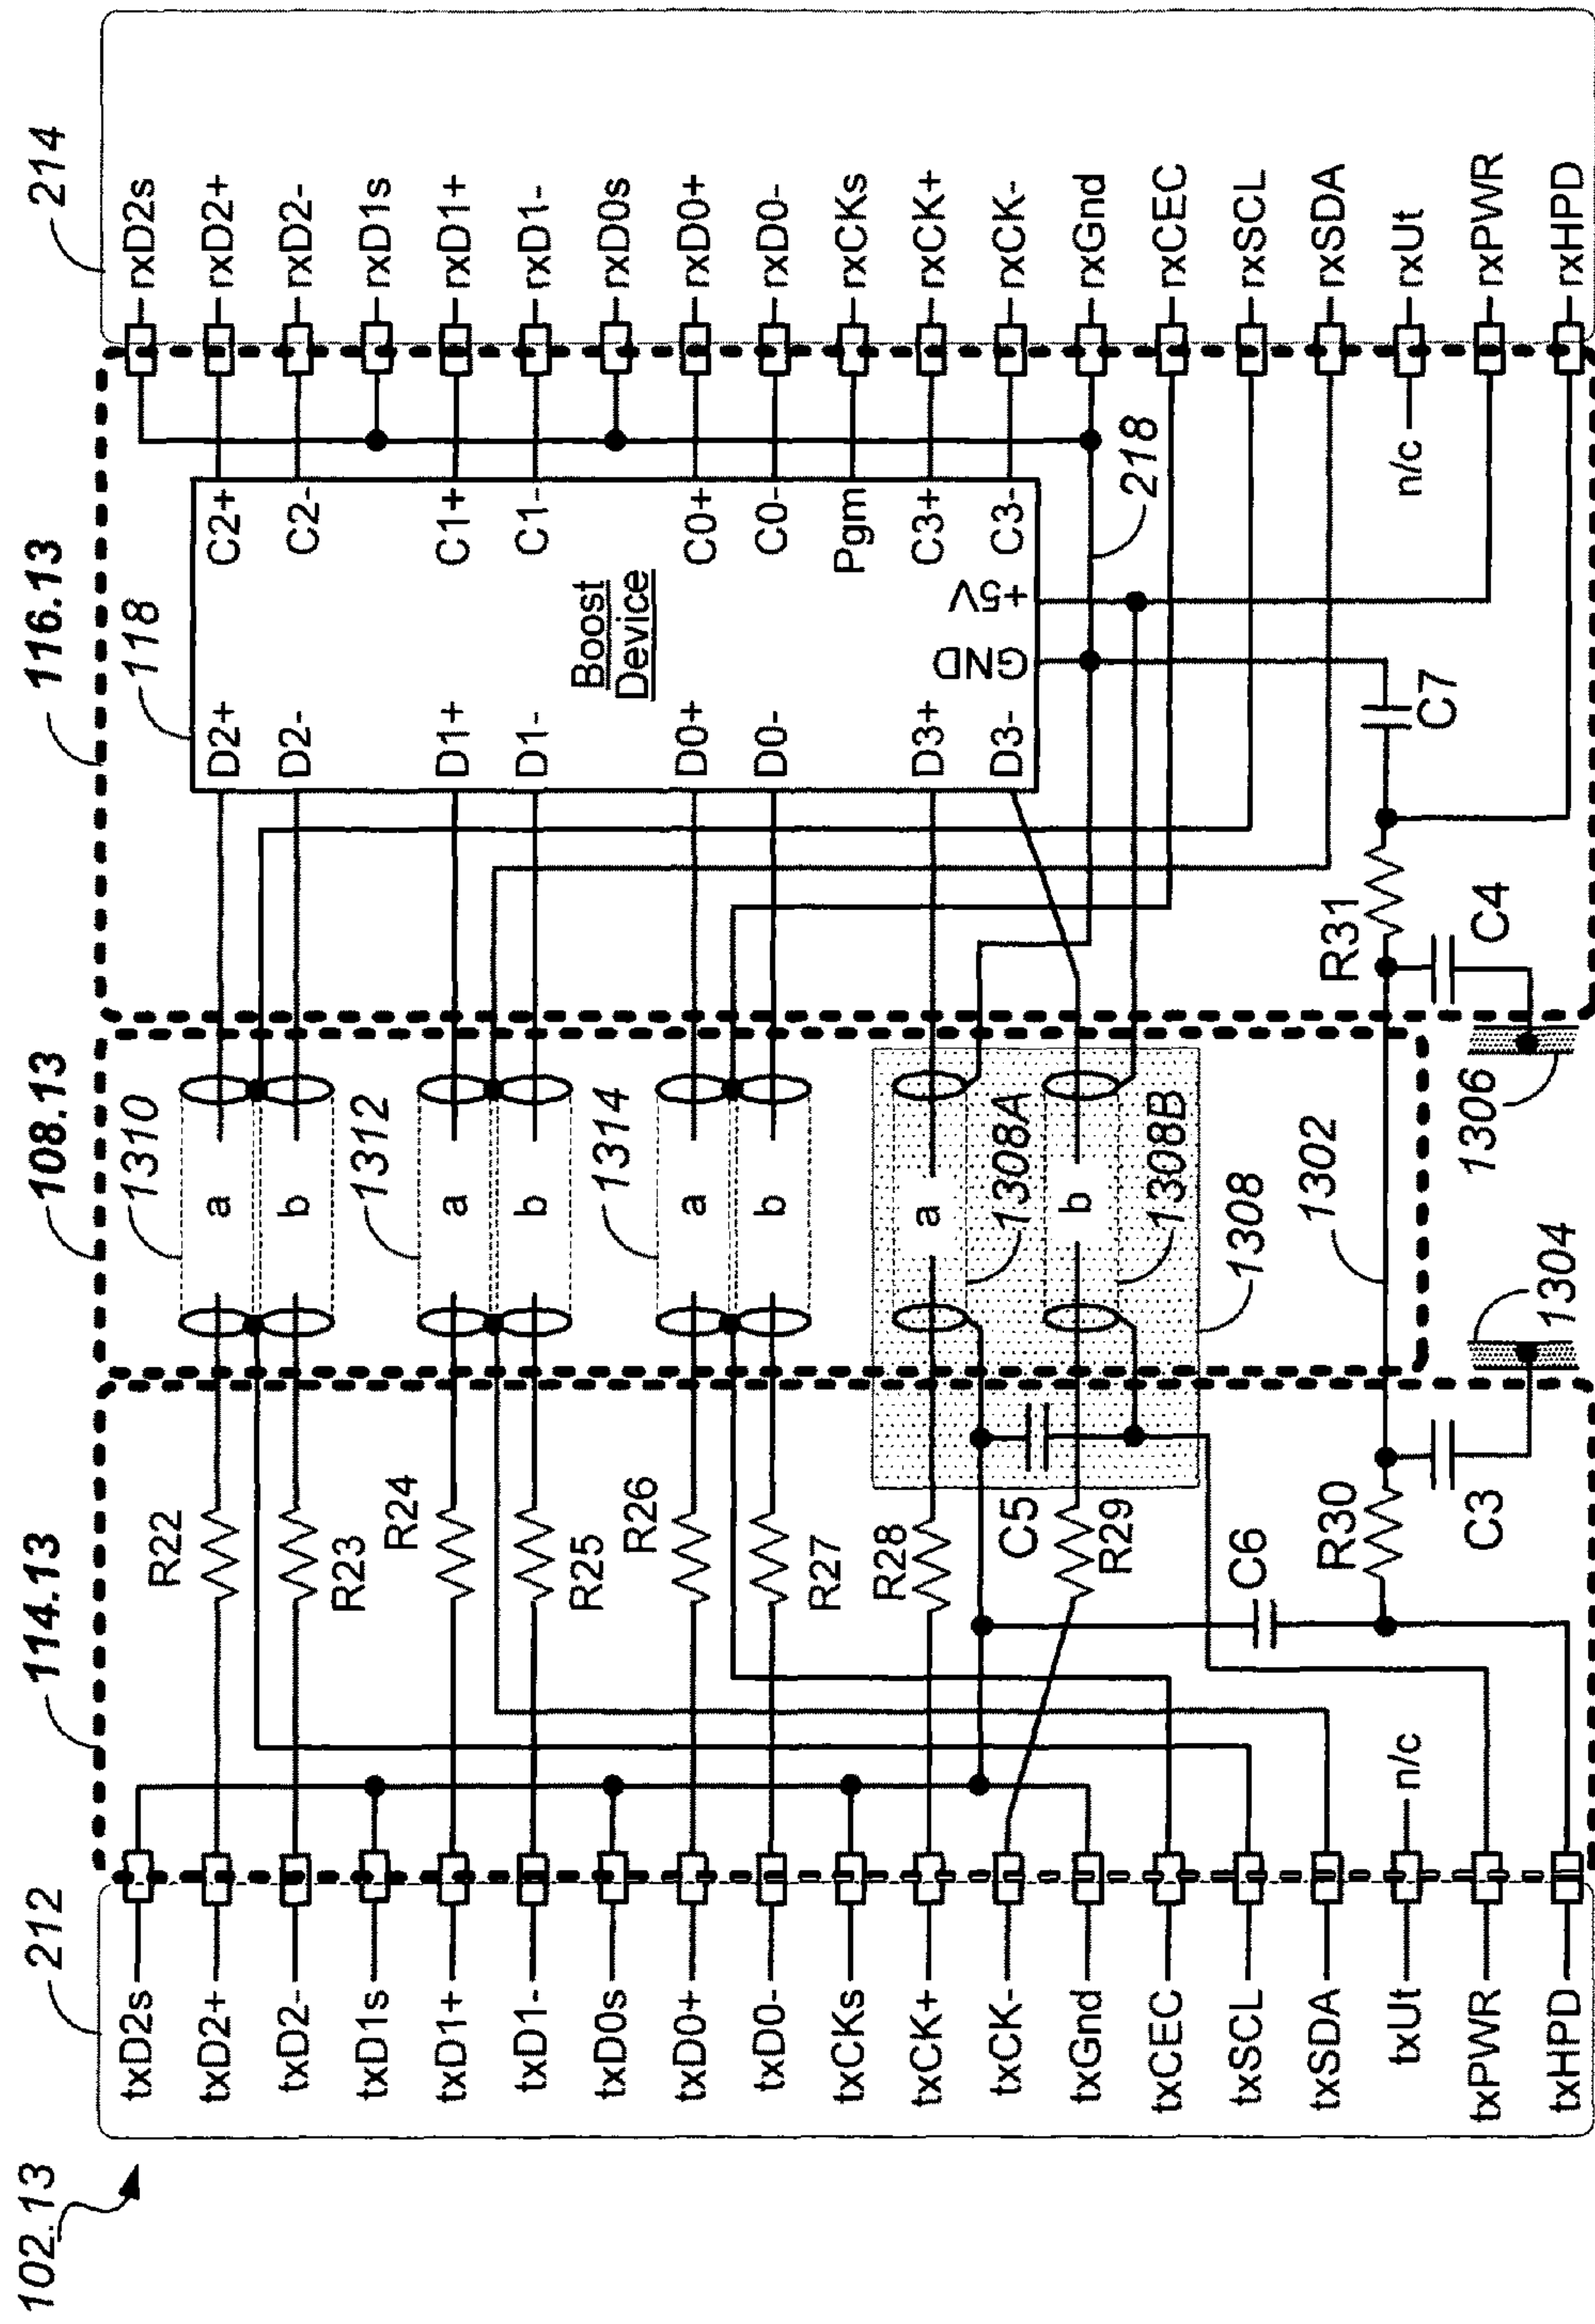 102.13
212
114.13
108.13
116.13
214
txD2s
txD2+
txD2-
txD1s
txD1+
txD1-
txD0s
txD0+
txD0-
txCKs
txCK+
txCK-
txGnd
txCEC
txSCL
txSDA
txUt
txPWR
txHPD
n/c
R22
R23
R24
R25
R26
R27
R28
C5
R29
C6
R30
C3
1310
a
b
1312
a
b
1314
a
b
a
1308A
b
1308B
1308
1302
1304
1306
118
D2+
D2-
D1+
D1-
D0+
D0-
D3+
D3-
Boost
Device
GND
+5V
C2+
C2-
C1+
C1-
C0+
C0-
Pgm
C3+
C3-
218
R31
C4
C7
n/c
rxD2s
rxD2+
rxD2-
rxD1s
rxD1+
rxD1-
rxD0s
rxD0+
rxD0-
rxCKs
rxCK+
rxCK-
rxGnd
rxCEC
rxSCL
rxSDA
rxUt
rxPWR
rxHPD